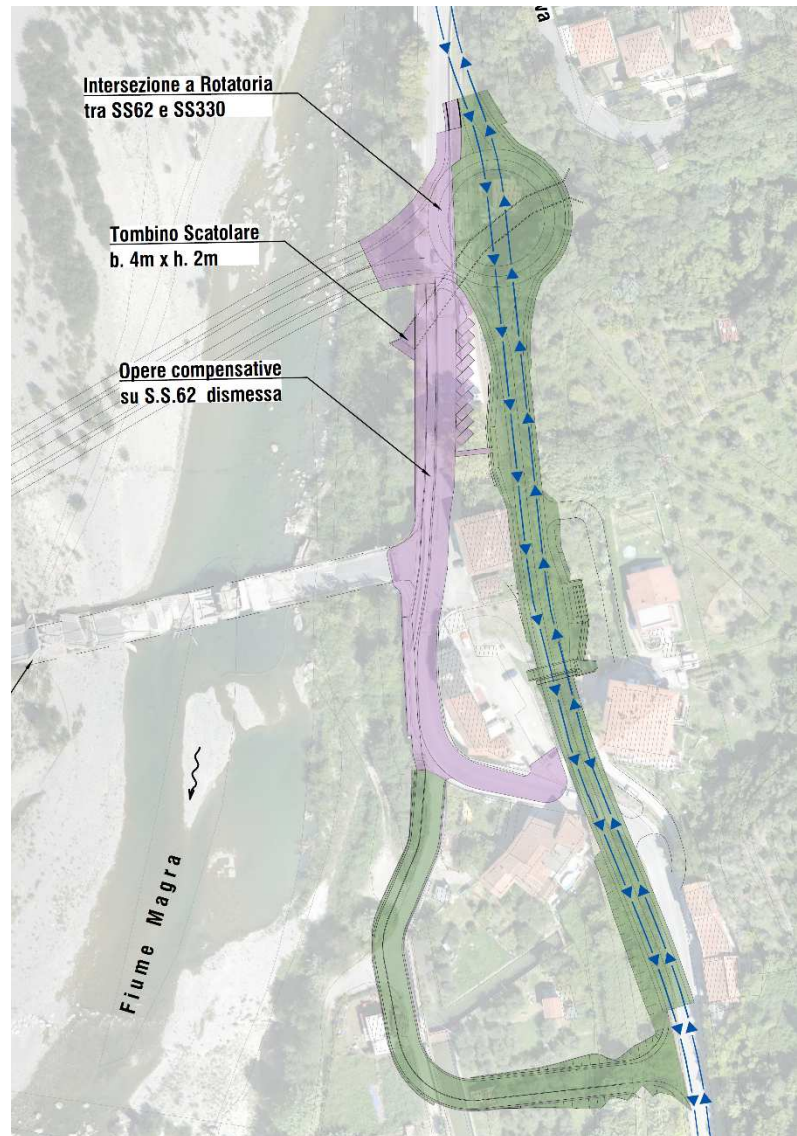 Intersezione a Rotatoria
tra SS62 e SS330
Tombino Scatolare
b. 4m x h. 2m
Opere compensative
su S.S.62 dismessa
Fiume Magra